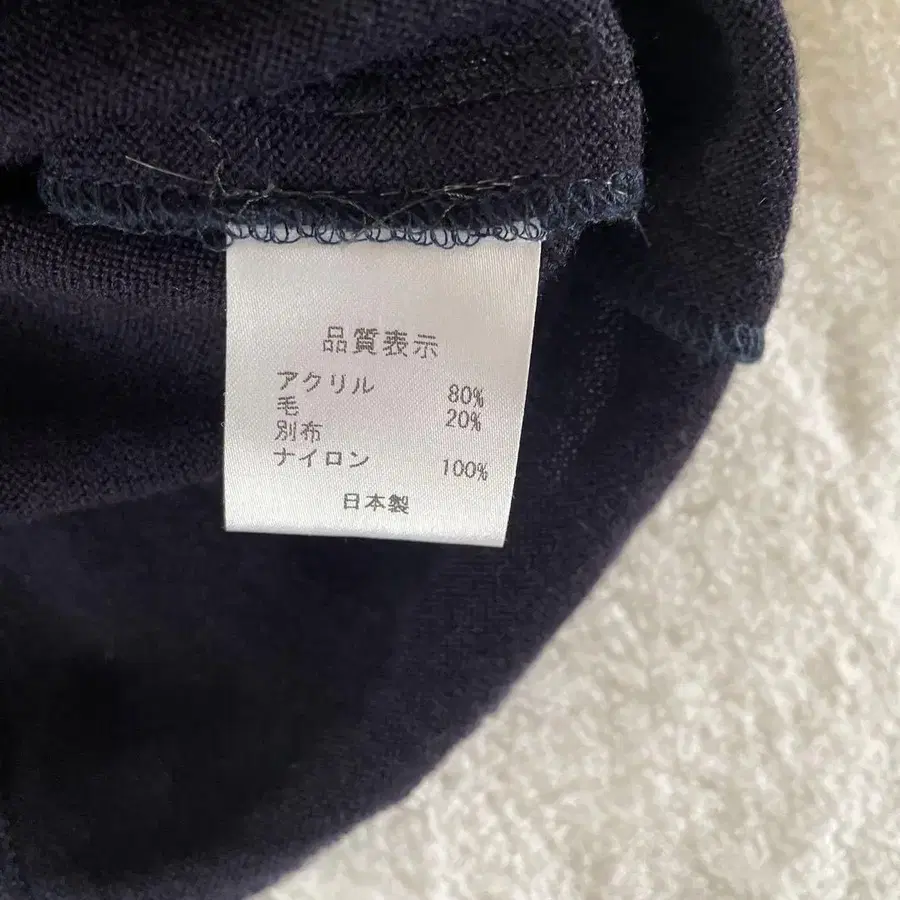 品質表示
アクリル 80%
毛 20%
別布
ナイロン 100%
日本製